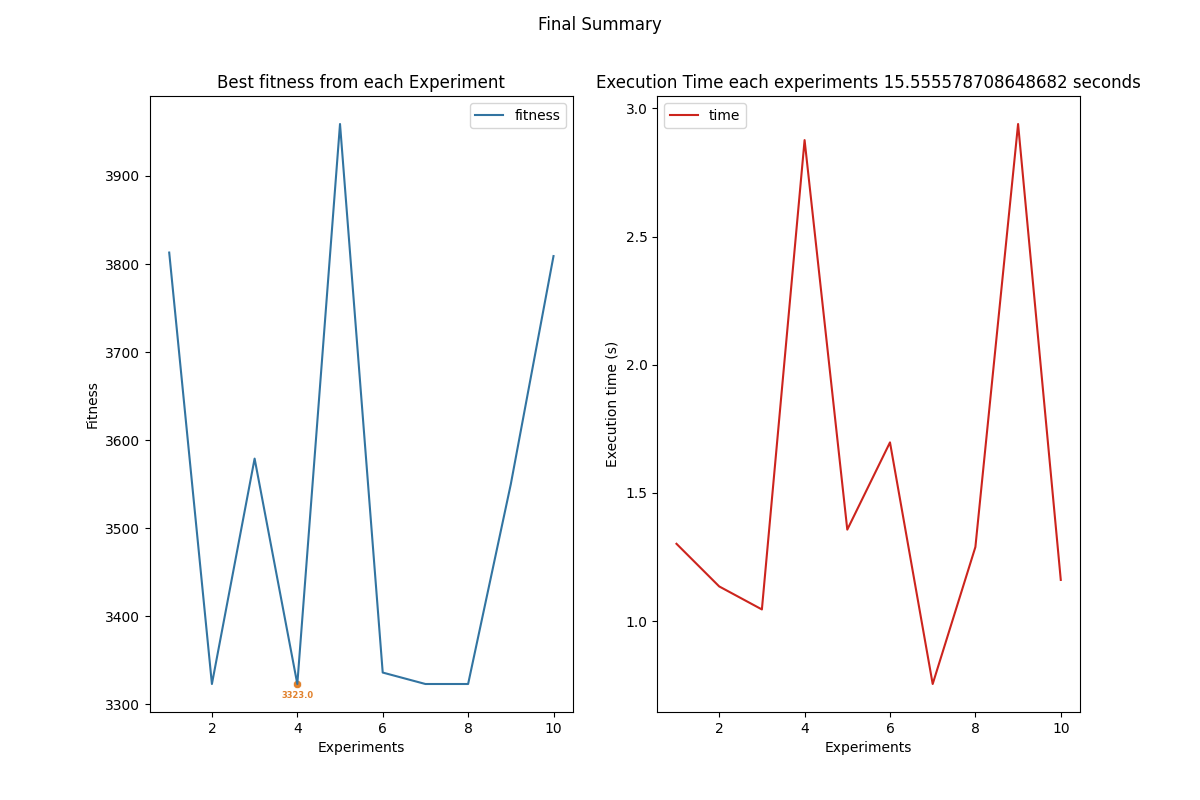 Final Summary
Best fitness from each Experiment
fitness
3900
3800
3700
3600
3500
3400
3300
Fitness
3323.0
2 4 6 8 10
Experiments
Execution Time each experiments 15.555578708648682 seconds
time
3.0
2.5
2.0
1.5
1.0
Execution time (s)
2 4 6 8 10
Experiments